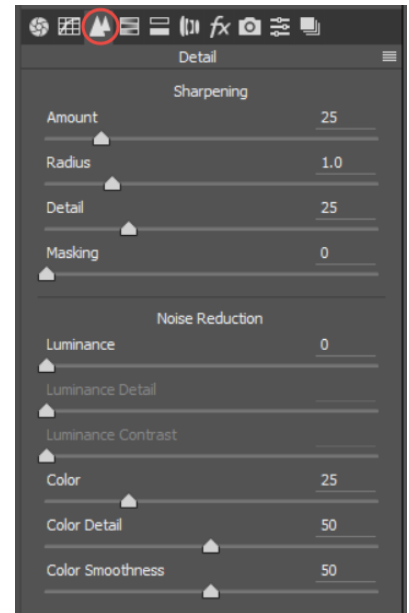 fx
Detail
Sharpening
Amount 25
Radius 1.0
Detail 25
Masking 0
Noise Reduction
Luminance 0
Luminance Detail
Luminance Contrast
Color 25
Color Detail 50
Color Smoothness 50